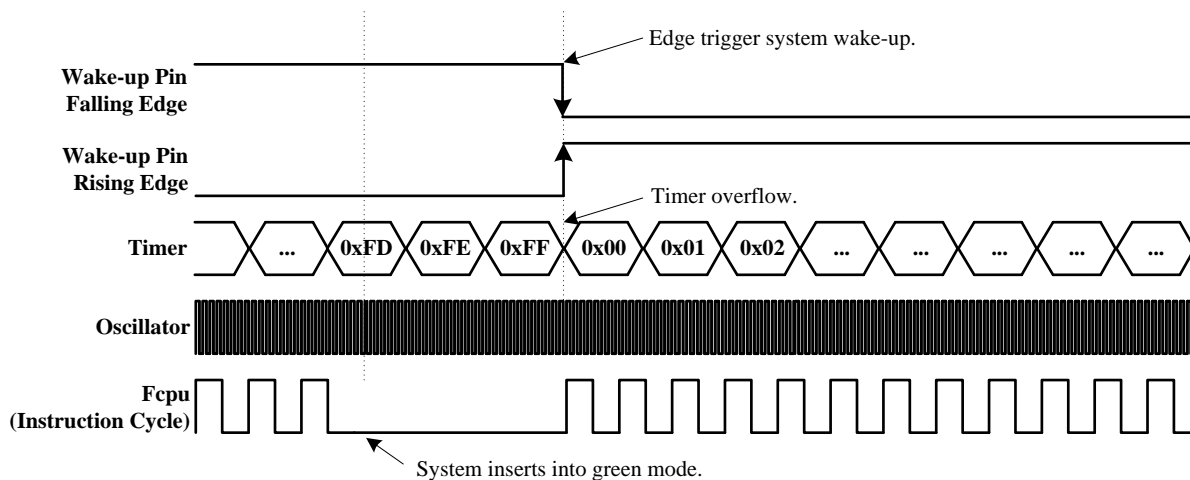 Edge trigger system wake-up.
Wake-up Pin
Falling Edge
Wake-up Pin
Rising Edge
Timer overflow.
Timer
... 0xFD 0xFE 0xFF 0x00 0x01 0x02 ... ... ... ... ...
Oscillator
Fcpu
(Instruction Cycle)
System inserts into green mode.